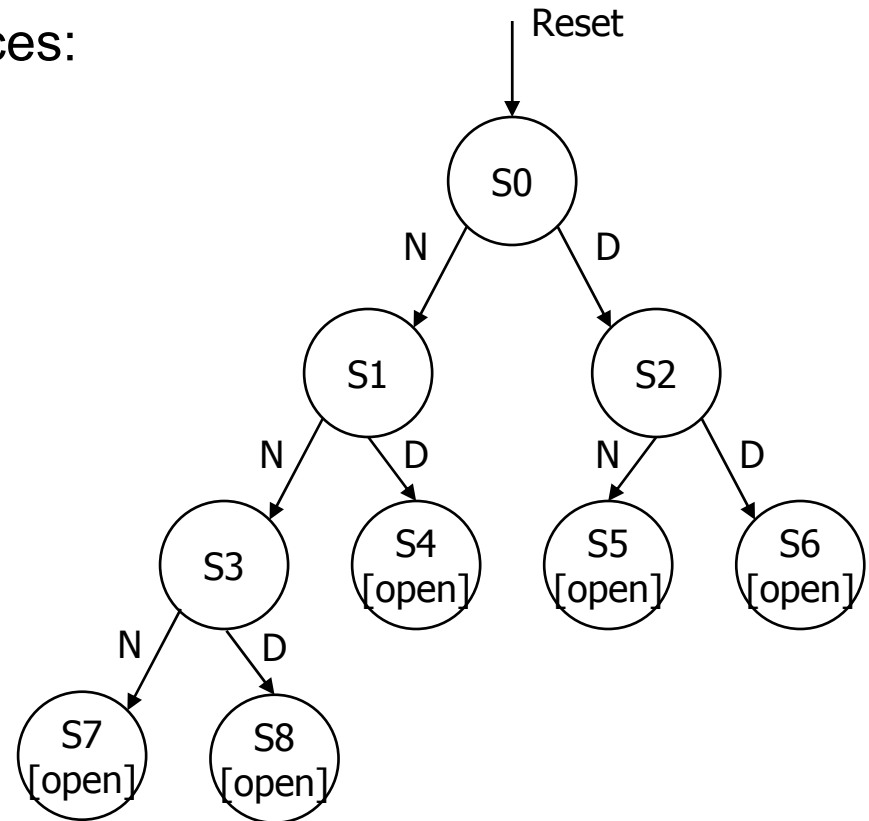 ces:
Reset
S0
N
D
S1
S2
N
D
N
D
S3
S4
[open]
S5
[open]
S6
[open]
N
D
S7
[open]
S8
[open]